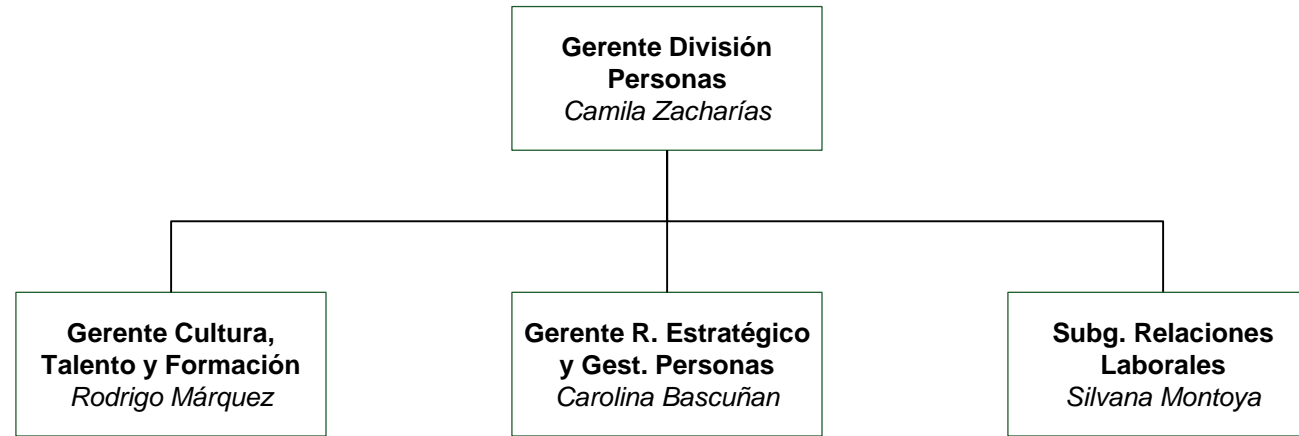 Gerente División
Personas
Camila Zacharías
Gerente Cultura,
Talento y Formación
Rodrigo Márquez
Gerente R. Estratégico
y Gest. Personas
Carolina Bascuñan
Subg. Relaciones
Laborales
Silvana Montoya